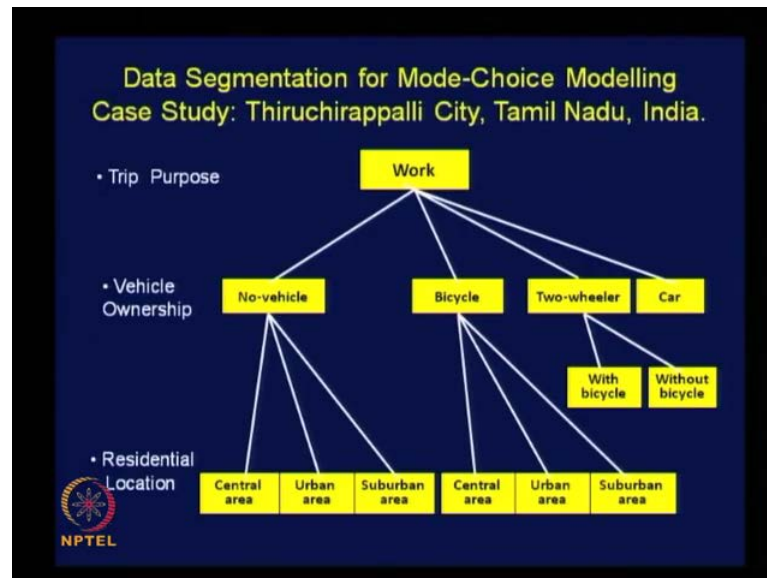 Data Segmentation for Mode-Choice Modelling
Case Study: Thiruchirappalli City, Tamil Nadu, India.
• Trip Purpose
Work
• Vehicle
Ownership
No-vehicle
Bicycle
Two-wheeler
Car
With
bicycle
Without
bicycle
• Residential
Location
Central
area
Urban
area
Suburban
area
Central
area
Urban
area
Suburban
area
NPTEL